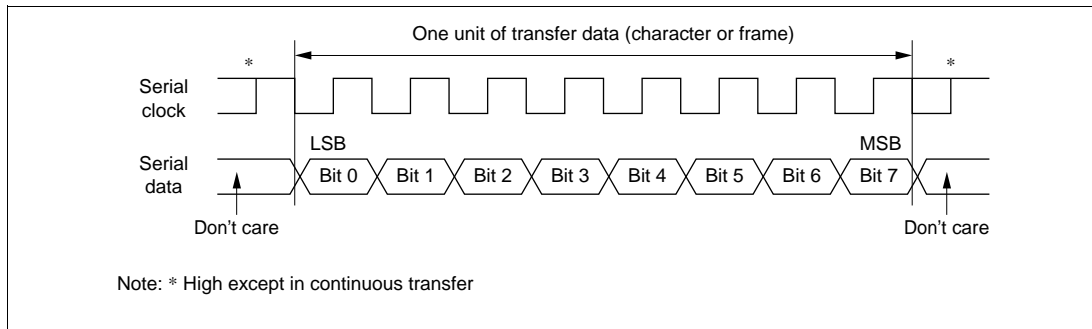 One unit of transfer data (character or frame)
* *
Serial
clock
LSB MSB
Serial
data
Bit 0 Bit 1 Bit 2 Bit 3 Bit 4 Bit 5 Bit 6 Bit 7
Don't care Don't care
Note: * High except in continuous transfer